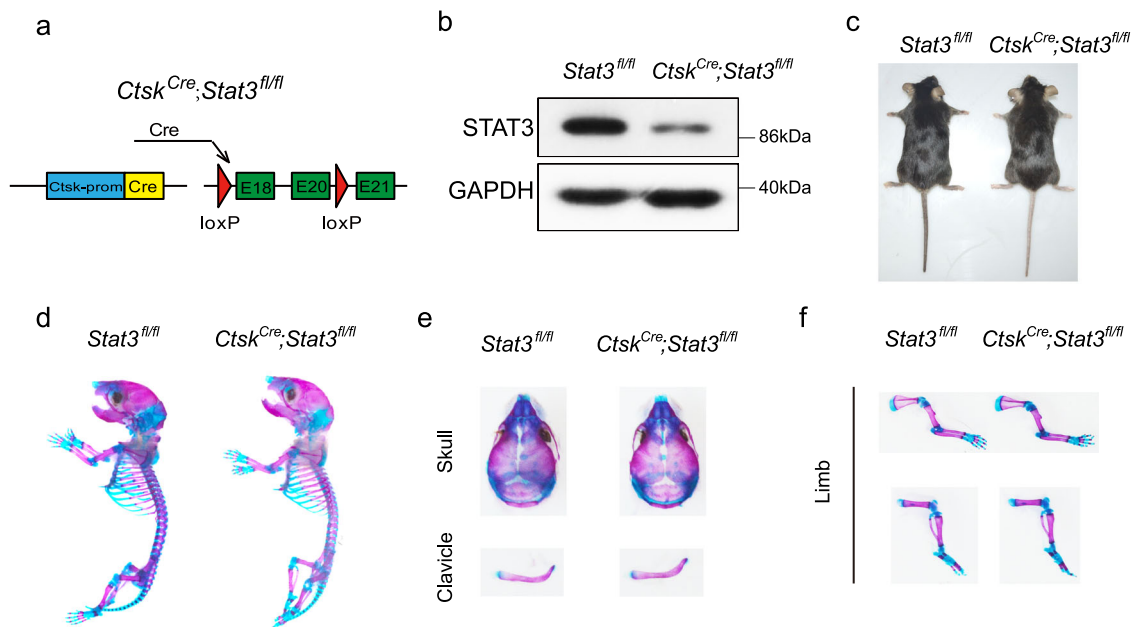 a
Ctsk^Cre;Stat3^fl/fl
Cre
Ctsk-prom Cre E18 E20 E21
loxP loxP
b
Stat3^fl/fl Ctsk^Cre;Stat3^fl/fl
STAT3
86kDa
GAPDH
40kDa
c
Stat3^fl/fl Ctsk^Cre;Stat3^fl/fl
d
Stat3^fl/fl Ctsk^Cre;Stat3^fl/fl
e
Stat3^fl/fl Ctsk^Cre;Stat3^fl/fl
Skull
Clavicle
f
Stat3^fl/fl Ctsk^Cre;Stat3^fl/fl
Limb